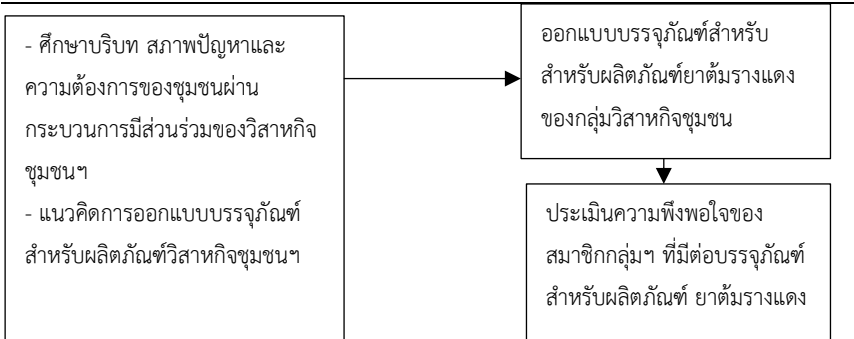 - ศึกษาบริบท สภาพปัญหาและ
ความต้องการของชุมชนผ่าน
กระบวนการมีส่วนร่วมของวิสาหกิจ
ชุมชนฯ
- แนวคิดการออกแบบบรรจุภัณฑ์
สำหรับผลิตภัณฑ์วิสาหกิจชุมชนฯ
ออกแบบบรรจุภัณฑ์สำหรับ
สำหรับผลิตภัณฑ์ยาต้มรางแดง
ของกลุ่มวิสาหกิจชุมชน
ประเมินความพึงพอใจของ
สมาชิกกลุ่มฯ ที่มีต่อบรรจุภัณฑ์
สำหรับผลิตภัณฑ์ ยาต้มรางแดง